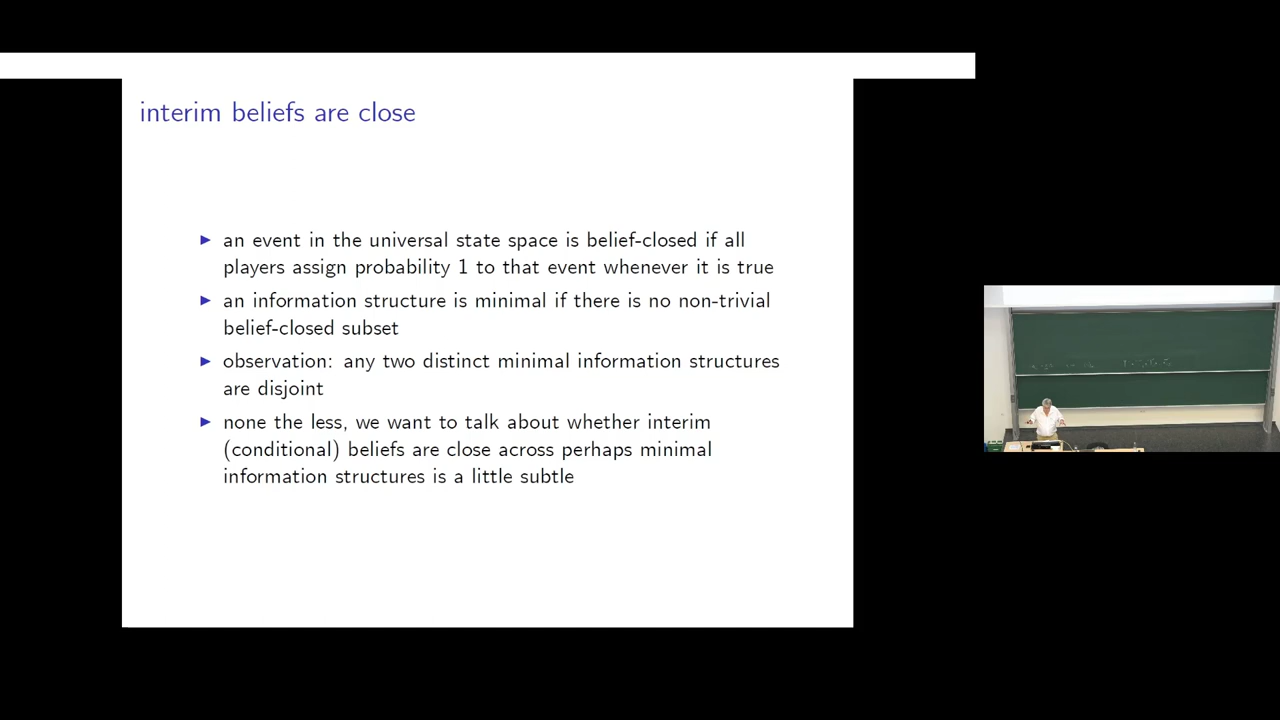 interim beliefs are close
▶ an event in the universal state space is belief-closed if all
players assign probability 1 to that event whenever it is true
▶ an information structure is minimal if there is no non-trivial
belief-closed subset
▶ observation: any two distinct minimal information structures
are disjoint
▶ none the less, we want to talk about whether interim
(conditional) beliefs are close across perhaps minimal
information structures is a little subtle